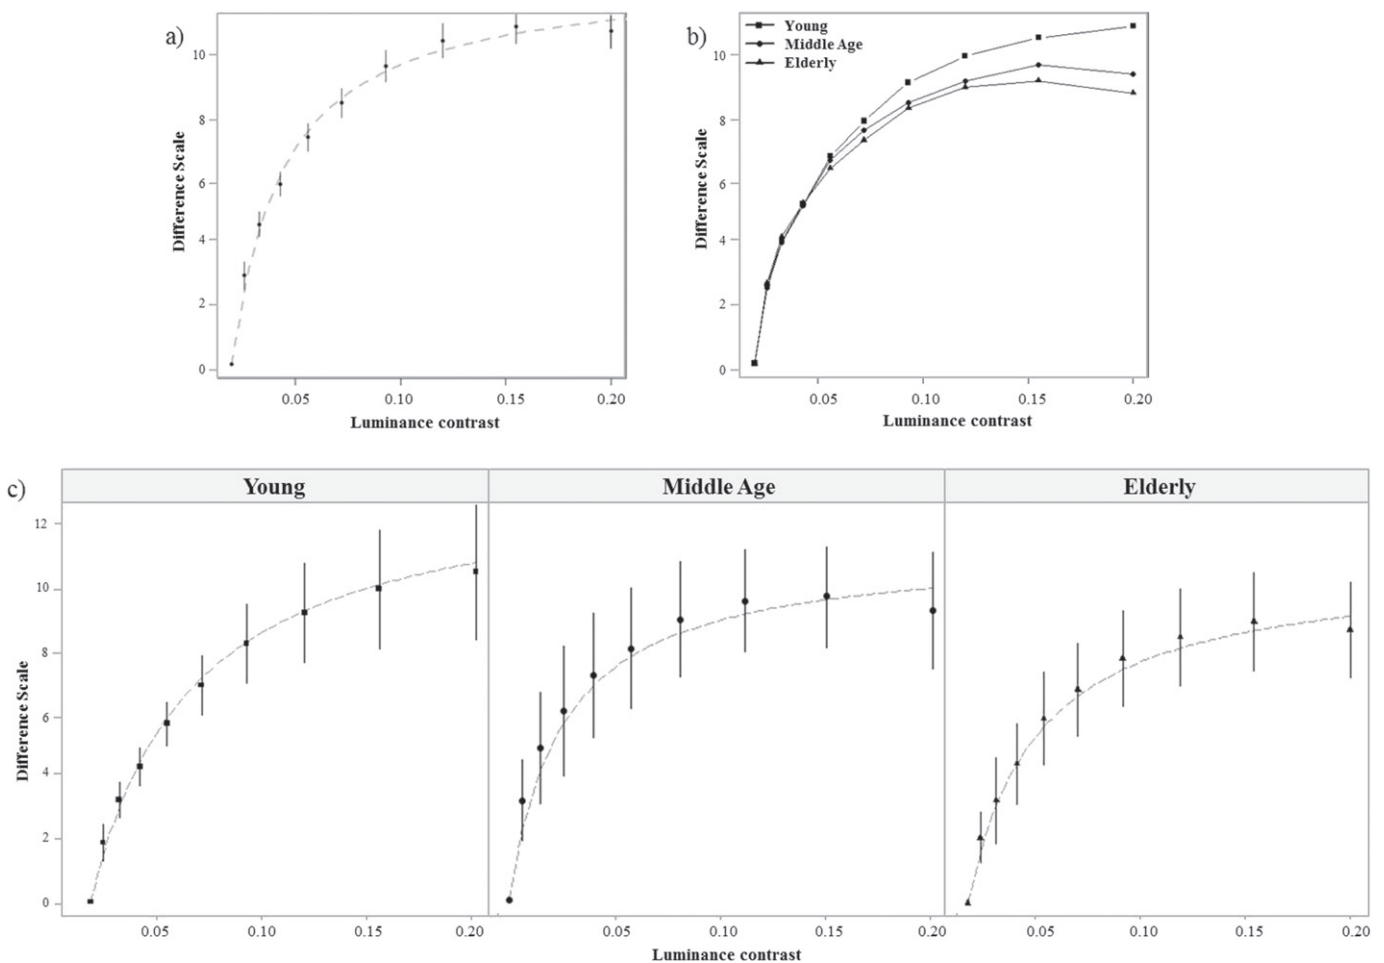 a)
10
8
6
4
2
0
Difference Scale
0.05 0.10 0.15 0.20
Luminance contrast
b)
Young
Middle Age
Elderly
10
8
6
4
2
0
Difference Scale
0.05 0.10 0.15 0.20
Luminance contrast
c)
Young Middle Age Elderly
12
10
8
6
4
2
0
Difference Scale
0.05 0.10 0.15 0.20 0.05 0.10 0.15 0.20 0.05 0.10 0.15 0.20
Luminance contrast